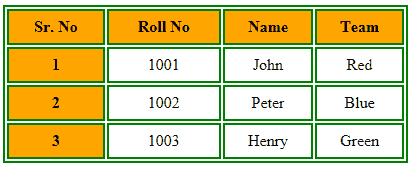 Sr. No Roll No Name Team
1 1001 John Red
2 1002 Peter Blue
3 1003 Henry Green